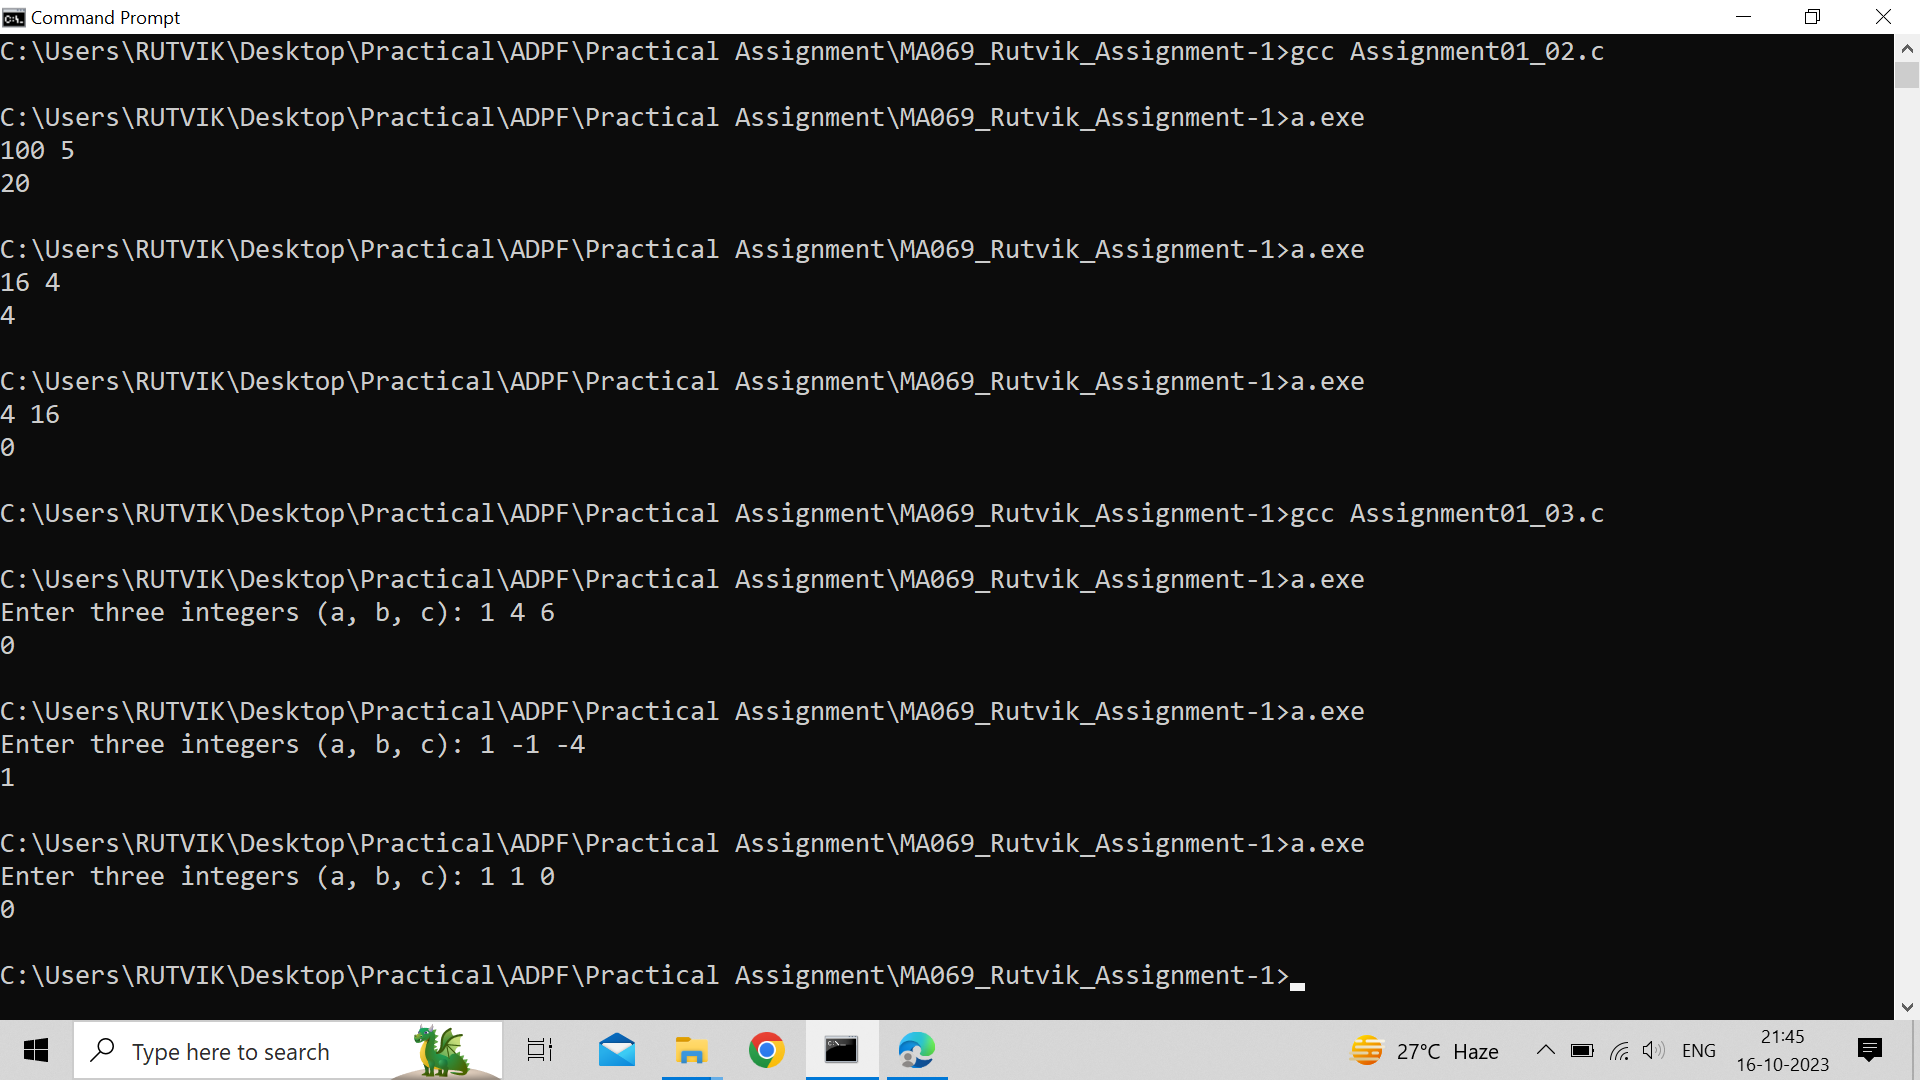 Command Prompt
C:\Users\RUTVIK\Desktop\Practical\ADPF\Practical Assignment\MA069_Rutvik_Assignment-1>gcc Assignment01_02.c
C:\Users\RUTVIK\Desktop\Practical\ADPF\Practical Assignment\MA069_Rutvik_Assignment-1>a.exe
100 5
20
C:\Users\RUTVIK\Desktop\Practical\ADPF\Practical Assignment\MA069_Rutvik_Assignment-1>a.exe
16 4
4
C:\Users\RUTVIK\Desktop\Practical\ADPF\Practical Assignment\MA069_Rutvik_Assignment-1>a.exe
4 16
0
C:\Users\RUTVIK\Desktop\Practical\ADPF\Practical Assignment\MA069_Rutvik_Assignment-1>gcc Assignment01_03.c
C:\Users\RUTVIK\Desktop\Practical\ADPF\Practical Assignment\MA069_Rutvik_Assignment-1>a.exe
Enter three integers (a, b, c): 1 4 6
0
C:\Users\RUTVIK\Desktop\Practical\ADPF\Practical Assignment\MA069_Rutvik_Assignment-1>a.exe
Enter three integers (a, b, c): 1 -1 -4
1
C:\Users\RUTVIK\Desktop\Practical\ADPF\Practical Assignment\MA069_Rutvik_Assignment-1>a.exe
Enter three integers (a, b, c): 1 1 0
0
C:\Users\RUTVIK\Desktop\Practical\ADPF\Practical Assignment\MA069_Rutvik_Assignment-1>
Type here to search
27°C Haze
ENG
21:45
16-10-2023